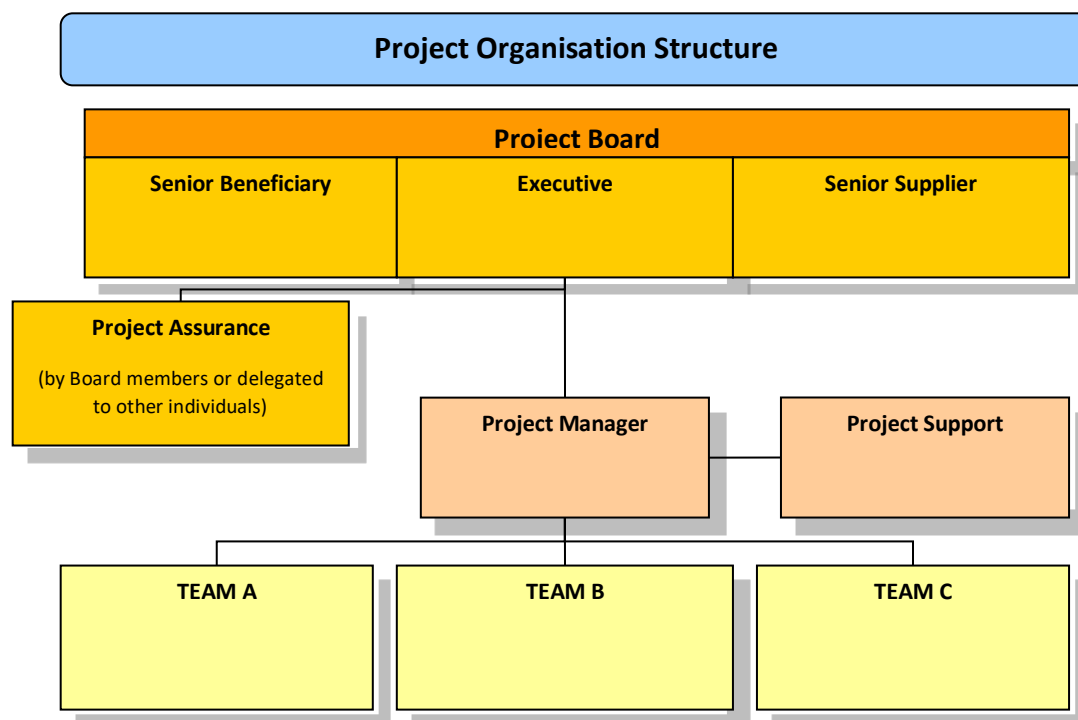 Project Organisation Structure
Project Board
Senior Beneficiary
Executive
Senior Supplier
Project Assurance
(by Board members or delegated
to other individuals)
Project Manager
Project Support
TEAM A
TEAM B
TEAM C